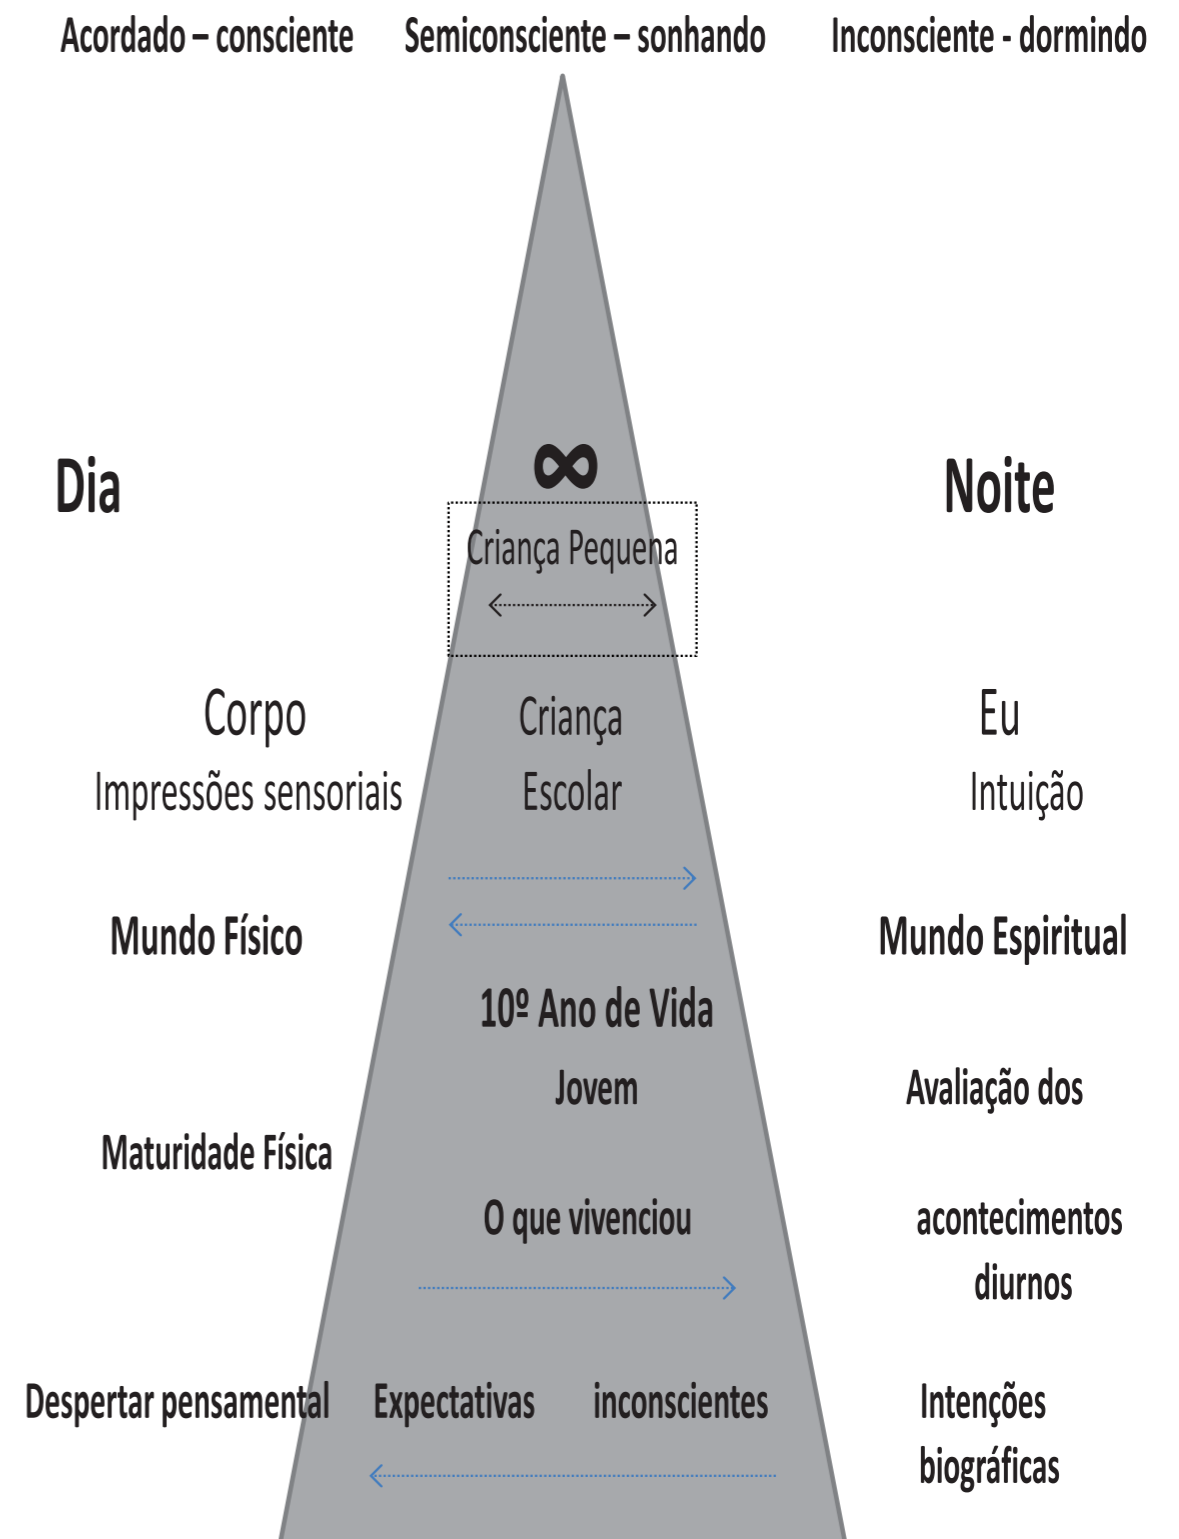 Acordado – consciente Semiconsciente – sonhando Inconsciente - dormindo
∞
Dia Noite
Criança Pequena
Corpo Criança Eu
Impressões sensoriais Escolar Intuição
Mundo Físico Mundo Espiritual
10º Ano de Vida
Jovem Avaliação dos
Maturidade Física
O que vivenciou acontecimentos
diurnos
Despertar pensamental Expectativas inconscientes Intenções
biográficas